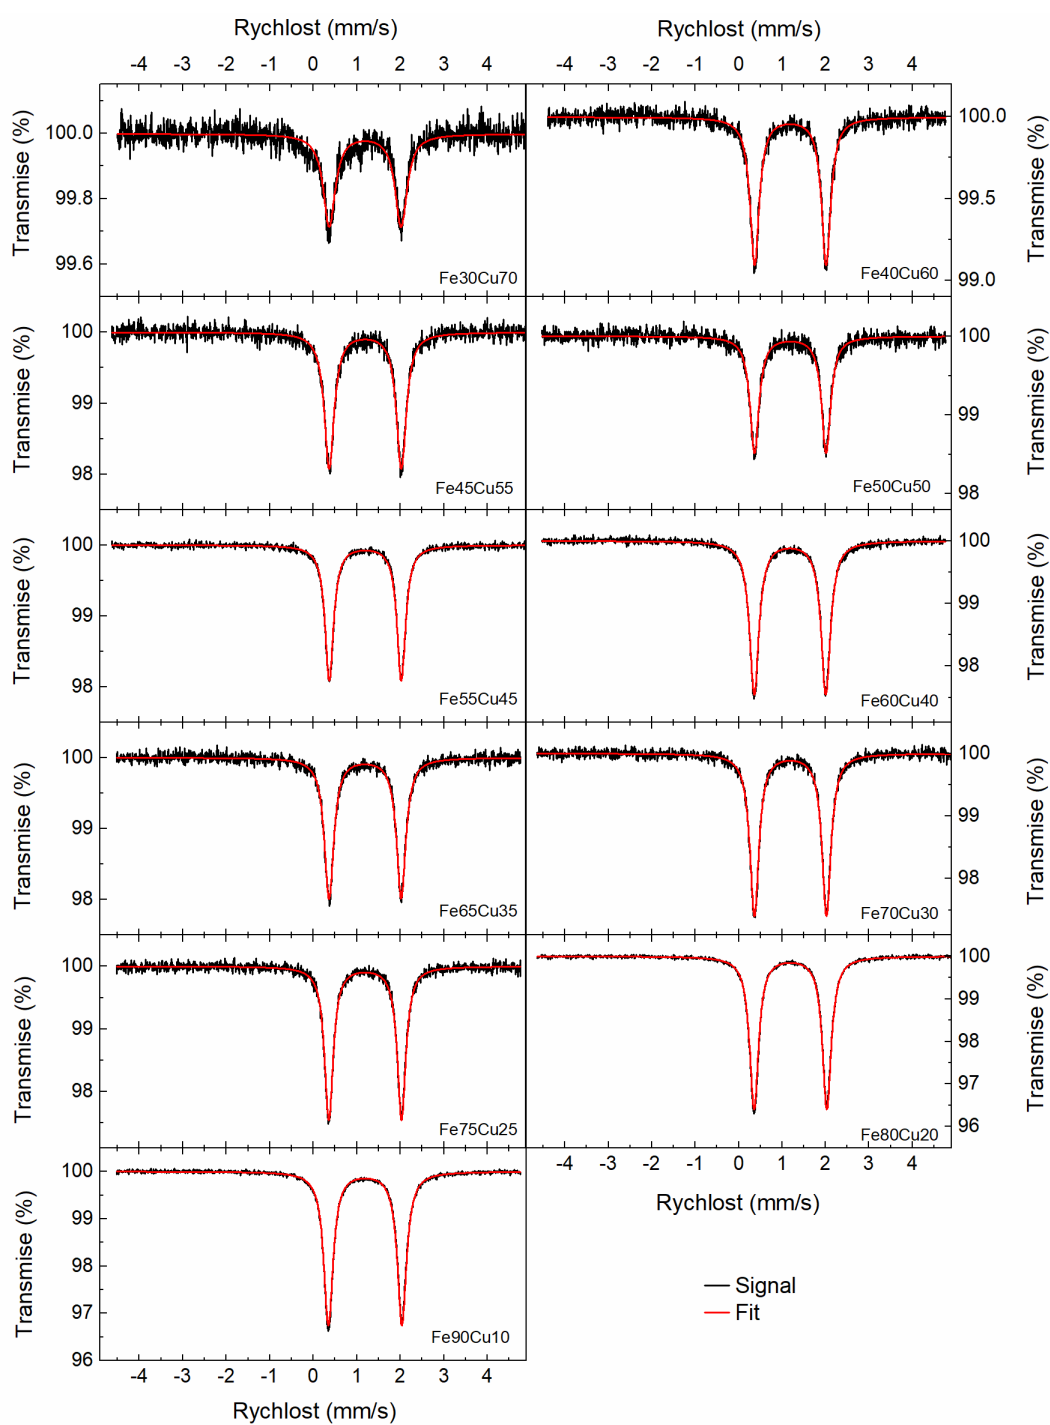 Rychlost (mm/s)
Rychlost (mm/s)
-4 -3 -2 -1 0 1 2 3 4
-4 -3 -2 -1 0 1 2 3 4
Transmise (%)
100.0
99.8
99.6
Fe30Cu70
100.0
99.5
99.0
Transmise (%)
Fe40Cu60
Transmise (%)
100
99
98
Fe45Cu55
100
99
98
Transmise (%)
Fe50Cu50
Transmise (%)
100
99
98
Fe55Cu45
100
99
98
Transmise (%)
Fe60Cu40
Transmise (%)
100
99
98
Fe65Cu35
100
99
98
Transmise (%)
Fe70Cu30
Transmise (%)
100
99
98
Fe75Cu25
100
99
98
97
96
Transmise (%)
Fe80Cu20
-4 -3 -2 -1 0 1 2 3 4
Rychlost (mm/s)
Transmise (%)
100
99
98
97
96
Fe90Cu10
-4 -3 -2 -1 0 1 2 3 4
Rychlost (mm/s)
Signal
Fit